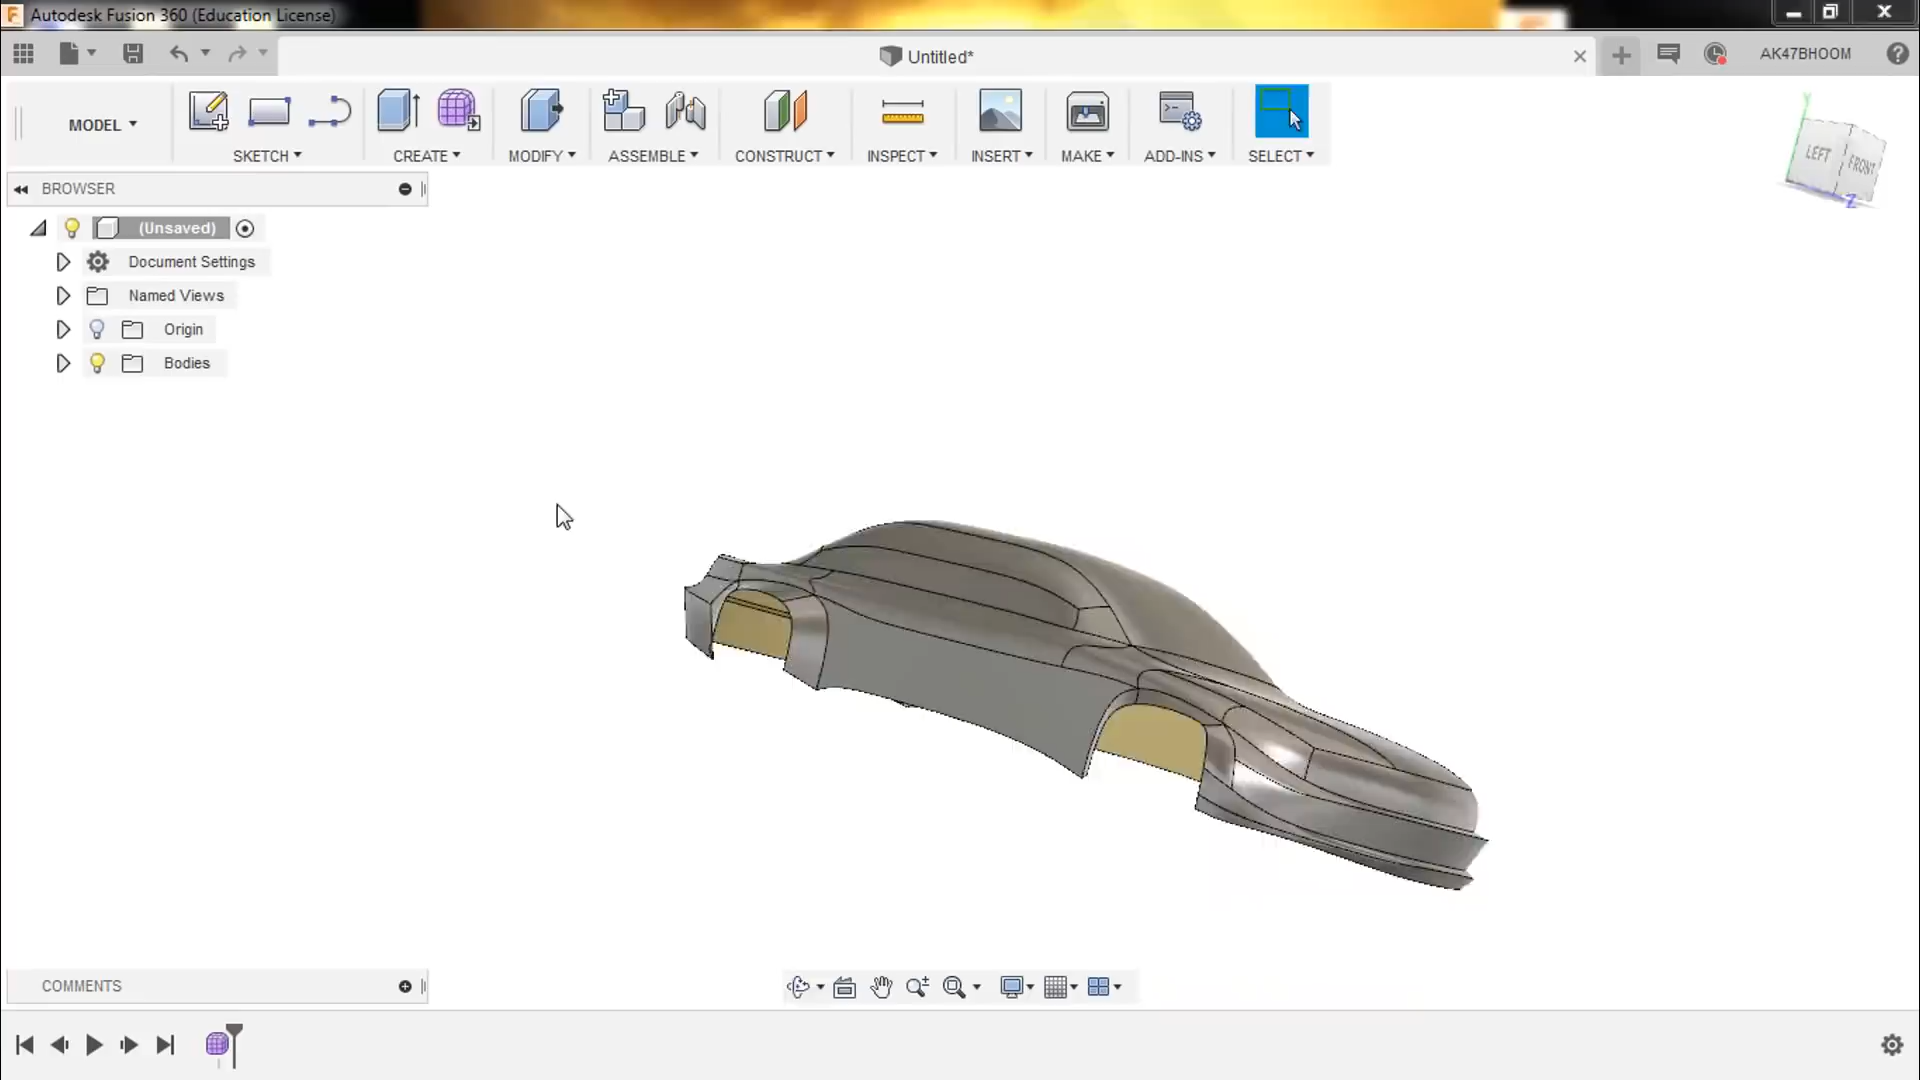 Autodesk Fusion 360 (Education License)
Untitled*
AK47BHOOM
MODEL
SKETCH
CREATE
MODIFY
ASSEMBLE
CONSTRUCT
INSPECT
INSERT
MAKE
ADD-INS
SELECT
Y
LEFT
FRONT
Z
BROWSER
(Unsaved)
Document Settings
Named Views
Origin
Bodies
COMMENTS